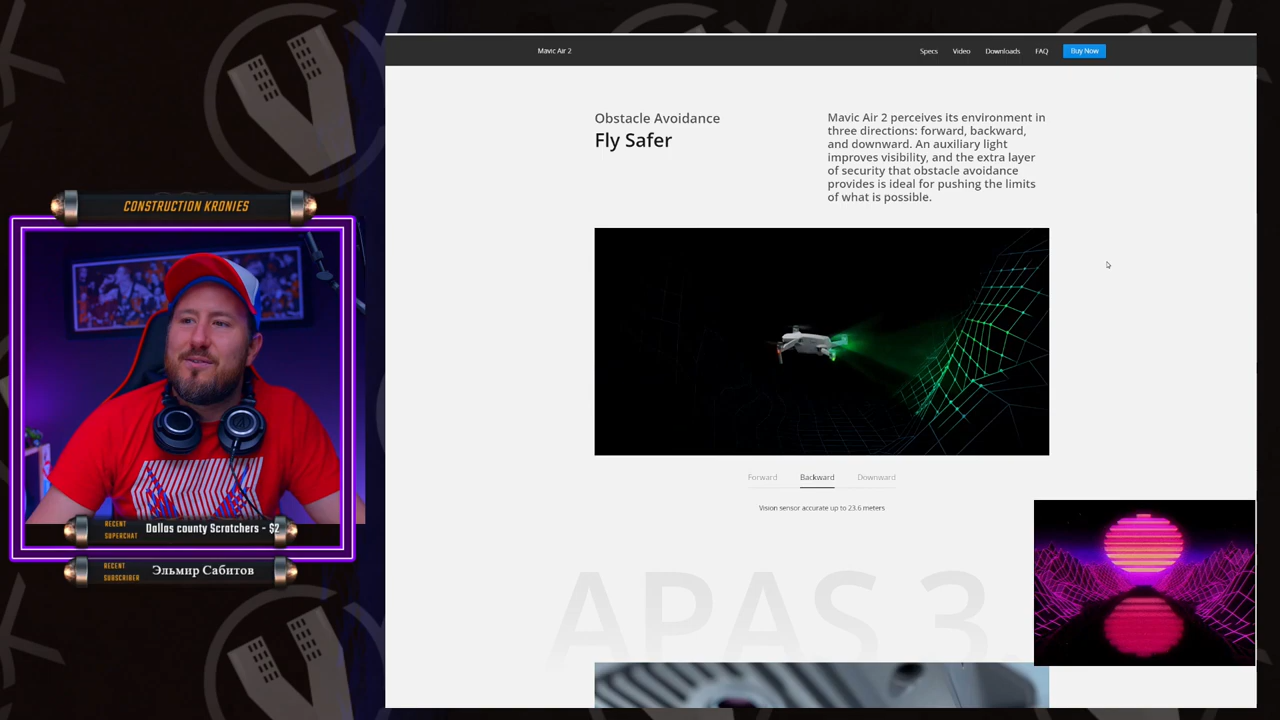 Mavic Air 2
Specs
Video
Downloads
FAQ
Buy Now
Obstacle Avoidance
Fly Safer
Mavic Air 2 perceives its environment in
three directions: forward, backward,
and downward. An auxiliary light
improves visibility, and the extra layer
of security that obstacle avoidance
provides is ideal for pushing the limits
of what is possible.
CONSTRUCTION KRONIES
Forward
Backward
Downward
Vision sensor accurate up to 23.6 meters
RECENT
SUPERCHAT
Dallas county Scratchers - $2
RECENT
SUBSCRIBER
Эльмир Сабитов
APAS 3